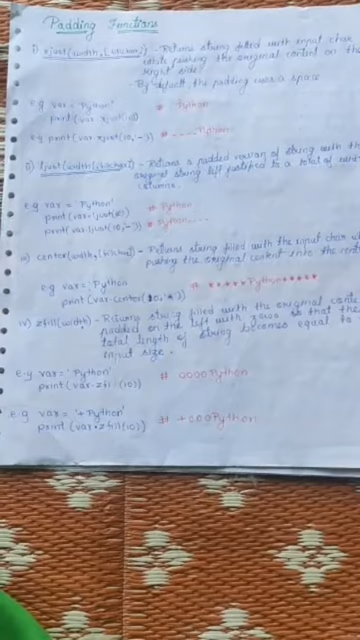 Padding Functions
i) rjust(width,[fillchar]) - Returns string filled with input char
while pushing the original content on the
right side.
- By default, the padding uses a space
e.g var = 'Python'
print(var.rjust(10)) # Python
e.g print(var.rjust(10,'-')) # ----Python
ii) ljust(width,[fillchar]) - Returns a padded version of string with the
original string left justified to a total of width
columns.
e.g var = 'Python'
print(var.ljust( )) # Python
print(var.ljust(10,'-')) # Python----
iii) center(width,[fillchar]) - Returns string filled with the input char
pushing the original content into the
e.g var = 'Python
print(var.center( )) # Python
iv) zfill(width) - Returns string filled with the original
padded on the left with zeros so that the
total length of string becomes equal to
input size.
e.g var = 'Python'
print(var.zfill(10)) # 0000Python
e.g var = '+Python'
print(var.zfill(10)) # +000Python